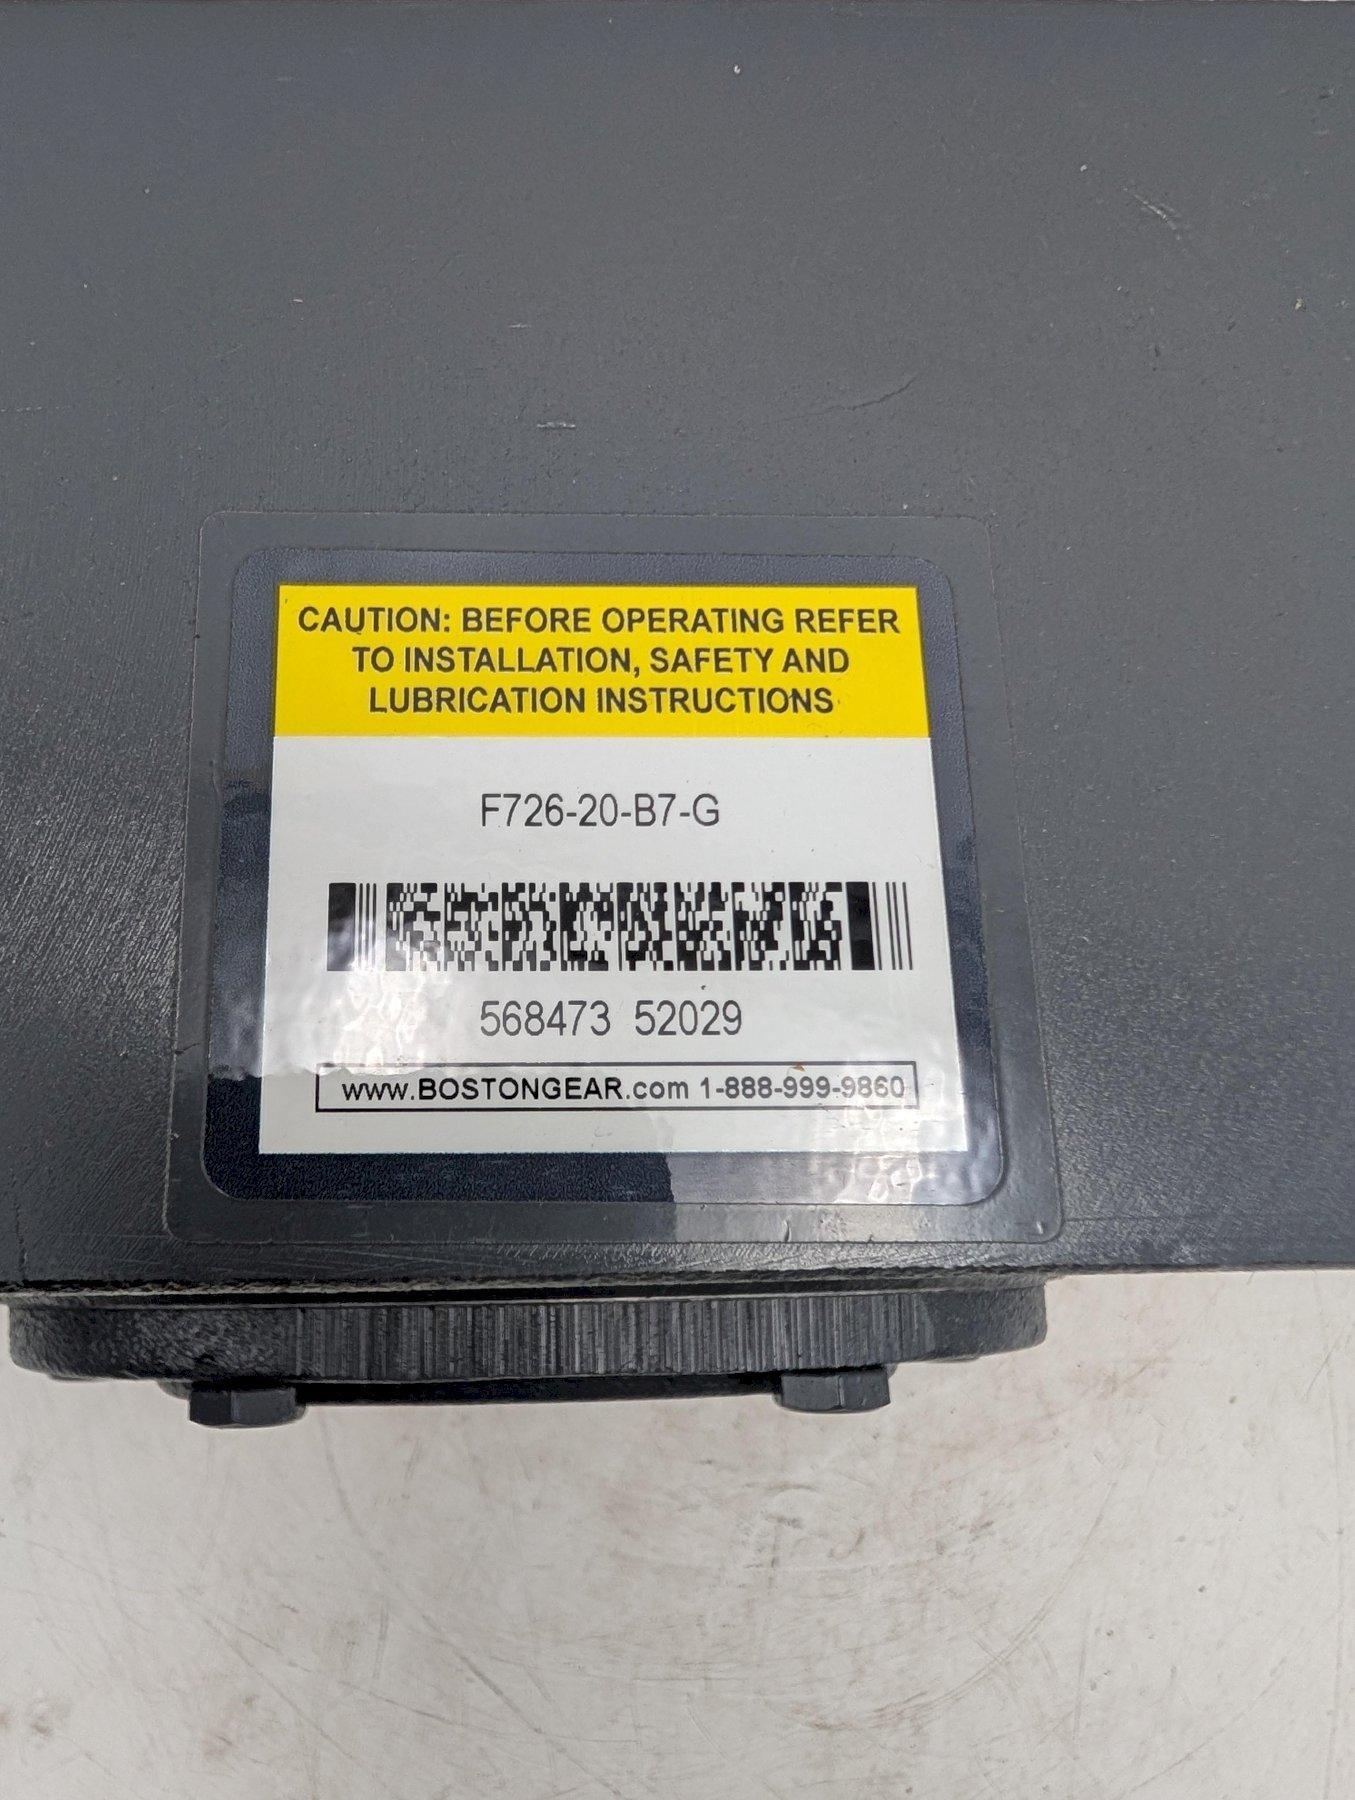 CAUTION: BEFORE OPERATING REFER
TO INSTALLATION, SAFETY AND
LUBRICATION INSTRUCTIONS
F726-20-B7-G
568473 52029
www.BOSTONGEAR.com 1-888-999-9860